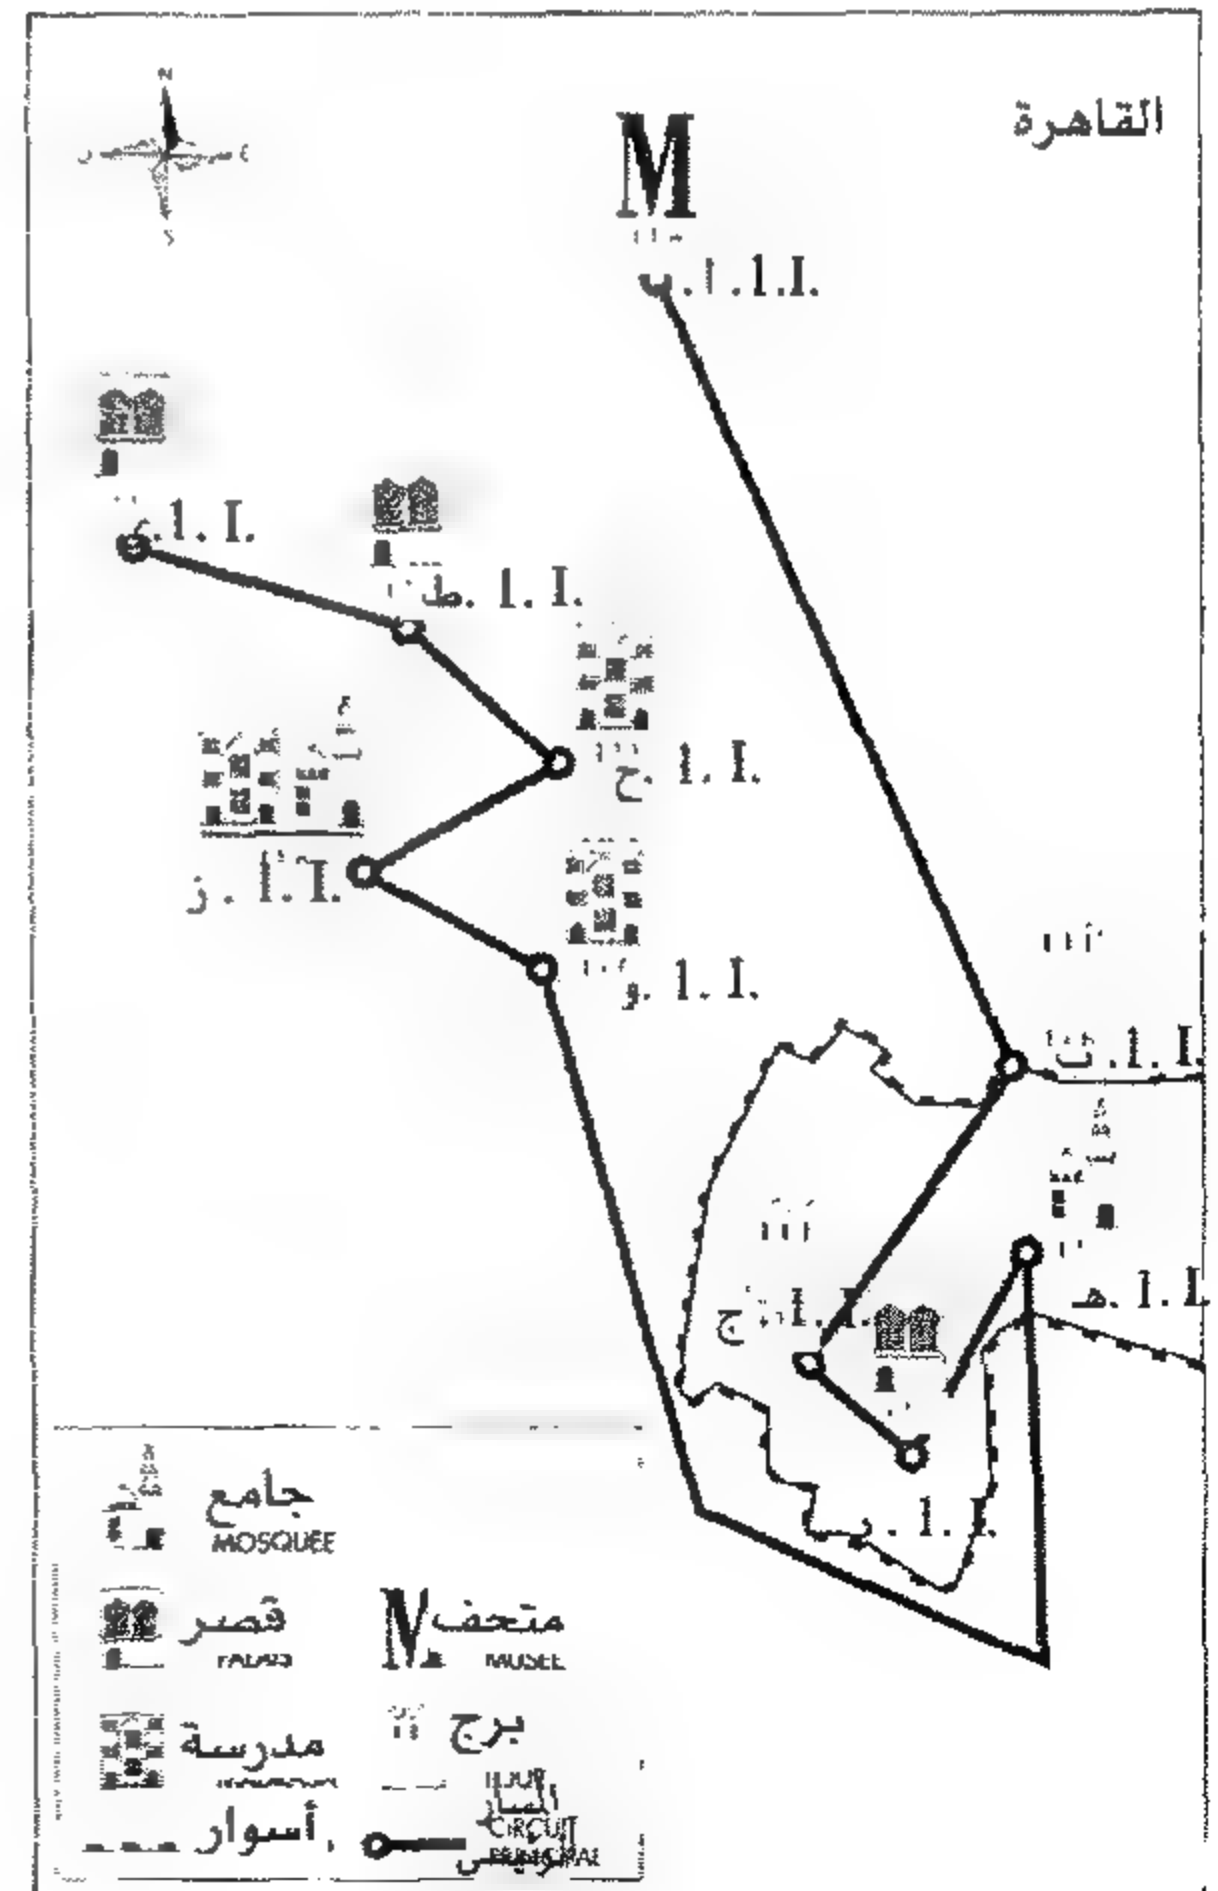 القاهرة
M
I.1.ا.
I.1.ي
I.1.ط
I.1.ح
I.1.ز
I.1.و
I.1.ث
I.1.هـ
I.1.ج
جامع
MOSQUEE
قصر
متحف
MUSEE
مدرسة
برج
أسوار
CIRCUIT